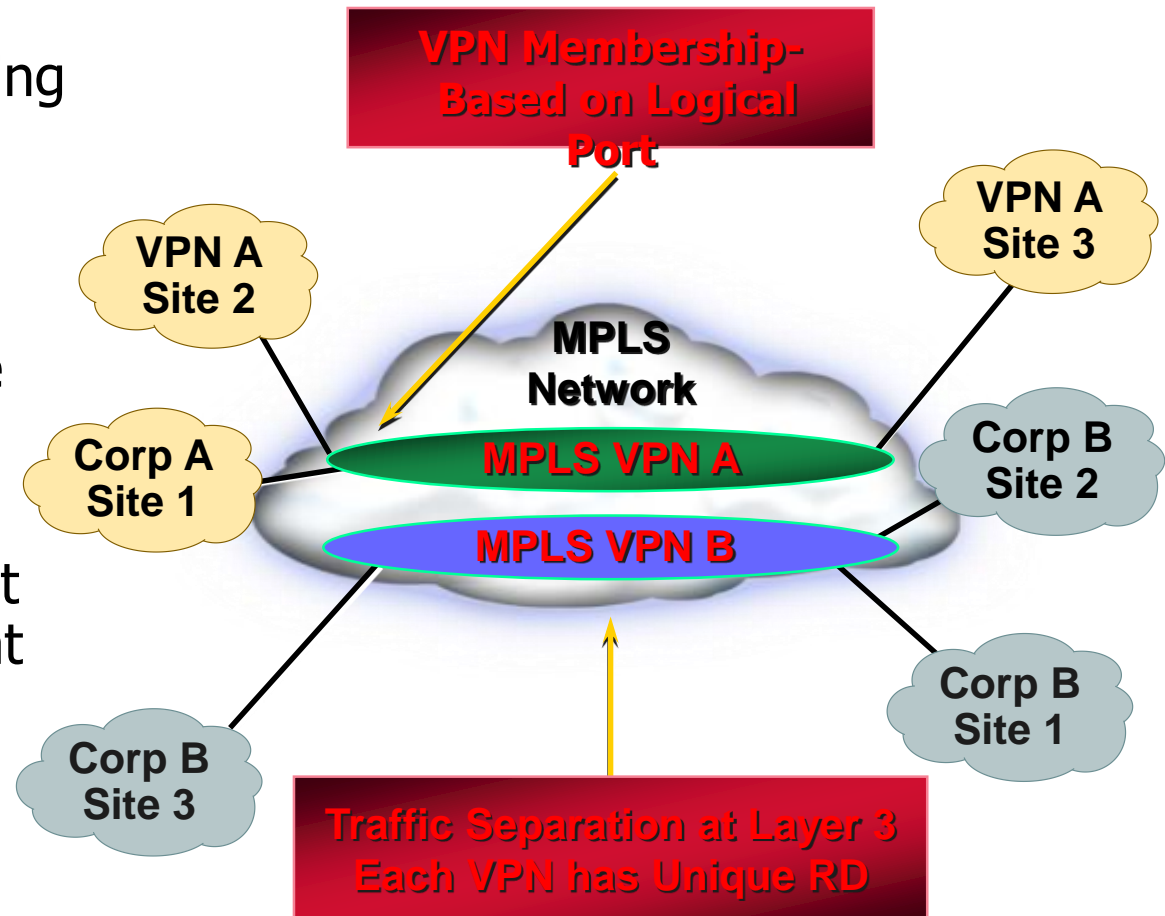 ng
e
t
nt
VPN Membership-
Based on Logical
Port
VPN A
Site 2
VPN A
Site 3
MPLS
Network
Corp A
Site 1
MPLS VPN A
Corp B
Site 2
MPLS VPN B
Corp B
Site 1
Corp B
Site 3
Traffic Separation at Layer 3
Each VPN has Unique RD